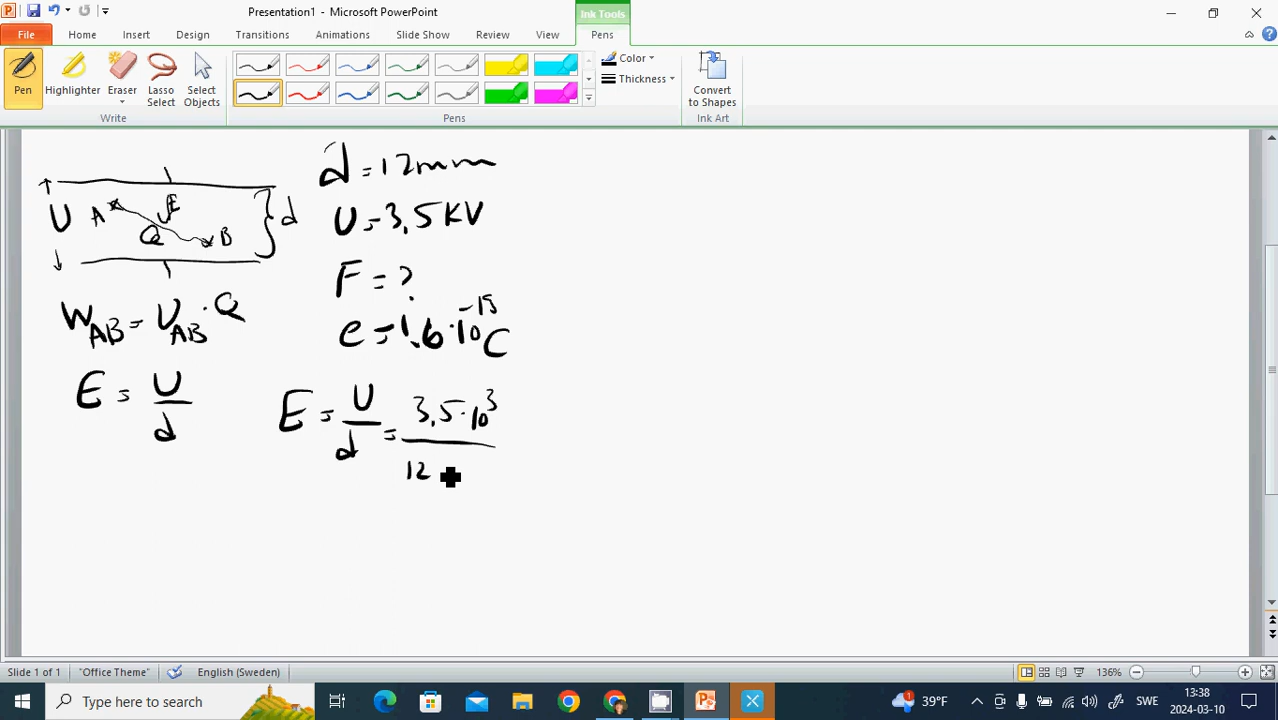 Presentation1 - Microsoft PowerPoint
Ink Tools
File Home Insert Design Transitions Animations Slide Show Review View Pens
Pen Highlighter Eraser Lasso Select Select Objects
Color
Thickness
Convert to Shapes
Write Pens Ink Art
d = 12mm
U A E Q B d
U = 3,5 KV
F = ?
W_AB = U_AB · Q
e = 1.6·10^-19 C
E = U/d
E = U/d = 3,5·10^3
12
Slide 1 of 1 "Office Theme" English (Sweden) 136%
Type here to search 1 39°F SWE 13:38
2024-03-10